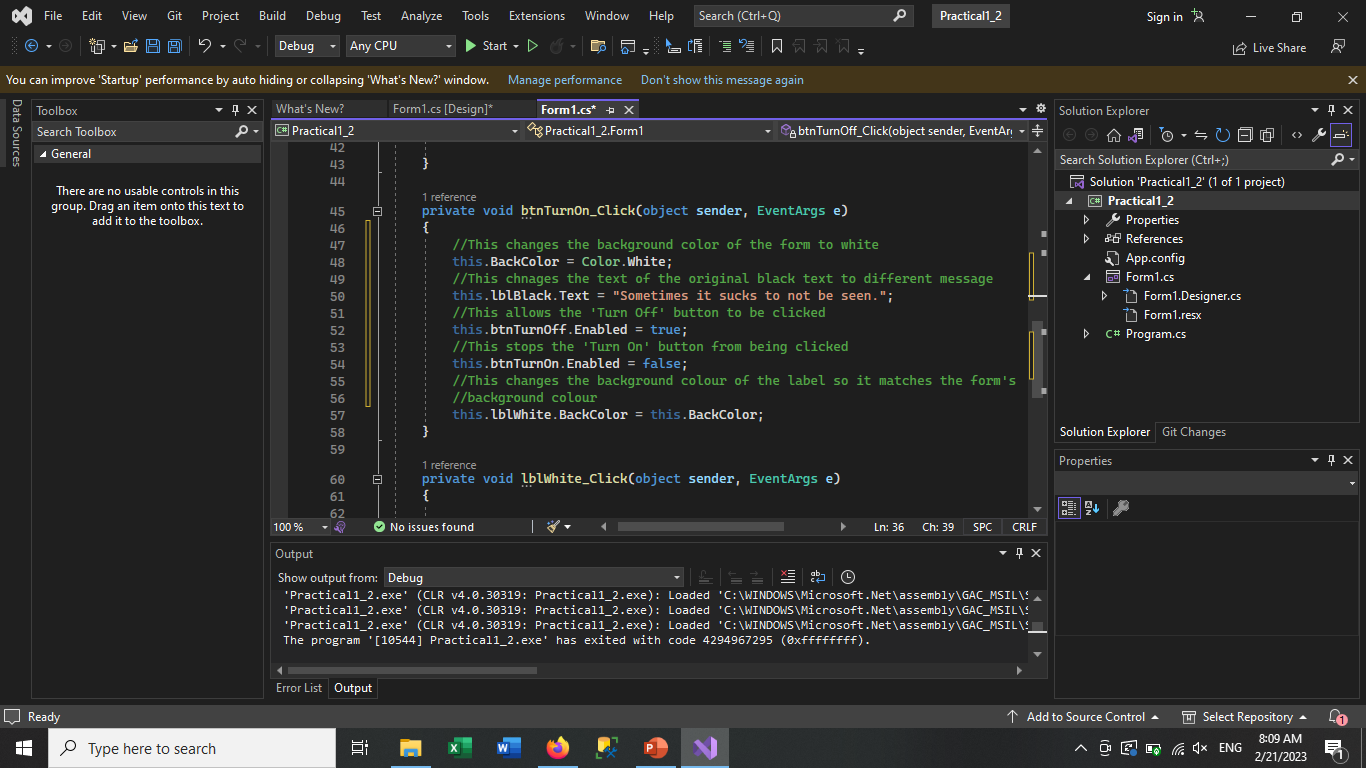 File Edit View Git Project Build Debug Test Analyze Tools Extensions Window Help Search (Ctrl+Q) Practical1_2 Sign in
Debug Any CPU Start Live Share
You can improve 'Startup' performance by auto hiding or collapsing 'What's New?' window. Manage performance Don't show this message again
Data Sources
Toolbox
Search Toolbox
General
There are no usable controls in this
group. Drag an item onto this text to
add it to the toolbox.
What's New? Form1.cs [Design]* Form1.cs*
Practical1_2 Practical1_2.Form1 btnTurnOff_Click(object sender, EventArg
42
43 }
44
1 reference
45 private void btnTurnOn_Click(object sender, EventArgs e)
46 {
47 //This changes the background color of the form to white
48 this.BackColor = Color.White;
49 //This chnages the text of the original black text to different message
50 this.lblBlack.Text = "Sometimes it sucks to not be seen.";
51 //This allows the 'Turn Off' button to be clicked
52 this.btnTurnOff.Enabled = true;
53 //This stops the 'Turn On' button from being clicked
54 this.btnTurnOn.Enabled = false;
55 //This changes the background colour of the label so it matches the form's
56 //background colour
57 this.lblWhite.BackColor = this.BackColor;
58 }
59
1 reference
60 private void lblWhite_Click(object sender, EventArgs e)
61 {
62
100 % No issues found Ln: 36 Ch: 39 SPC CRLF
Output
Show output from: Debug
'Practical1_2.exe' (CLR v4.0.30319: Practical1_2.exe): Loaded 'C:\WINDOWS\Microsoft.Net\assembly\GAC_MSIL\S
'Practical1_2.exe' (CLR v4.0.30319: Practical1_2.exe): Loaded 'C:\WINDOWS\Microsoft.Net\assembly\GAC_MSIL\S
'Practical1_2.exe' (CLR v4.0.30319: Practical1_2.exe): Loaded 'C:\WINDOWS\Microsoft.Net\assembly\GAC_MSIL\S
The program '[10544] Practical1_2.exe' has exited with code 4294967295 (0xffffffff).
Error List Output
Solution Explorer
Search Solution Explorer (Ctrl+;)
Solution 'Practical1_2' (1 of 1 project)
C# Practical1_2
Properties
References
App.config
Form1.cs
Form1.Designer.cs
Form1.resx
C# Program.cs
Solution Explorer Git Changes
Properties
Ready Add to Source Control Select Repository 1
Type here to search ENG 8:09 AM
2/21/2023 1